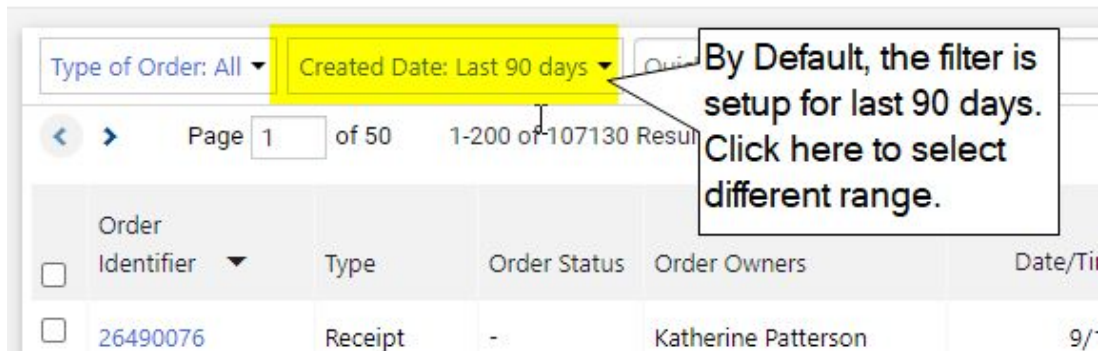 Type of Order: All Created Date: Last 90 days
By Default, the filter is
setup for last 90 days.
Click here to select
different range.
Page 1 of 50 1-200 of 107130
Order
Identifier Type Order Status Order Owners
26490076 Receipt - Katherine Patterson 9/